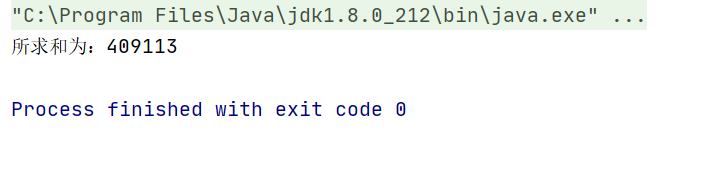 "C:\Program Files\Java\jdk1.8.0_212\bin\java.exe" ...
所求和为：409113
Process finished with exit code 0